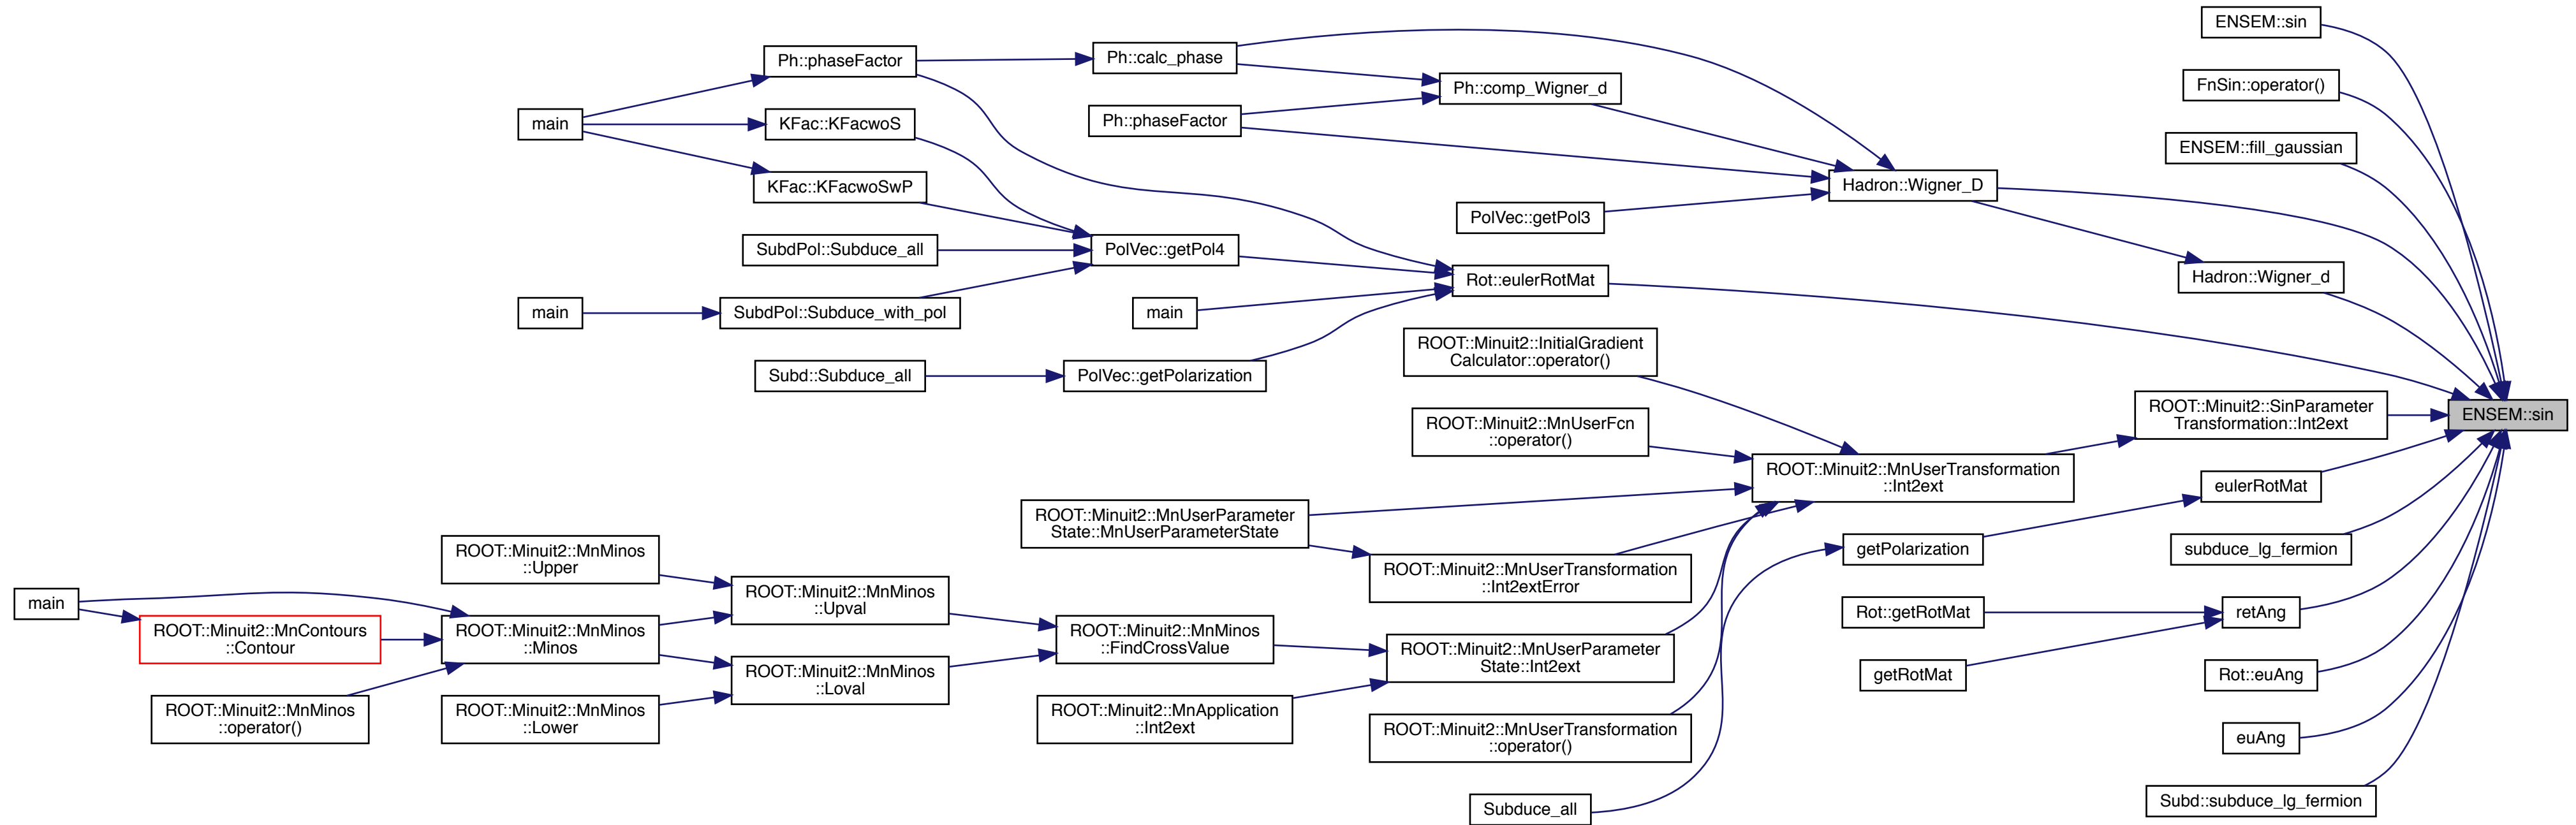 ENSEM::sin
FnSin::operator()
ENSEM::fill_gaussian
Ph::phaseFactor
Ph::calc_phase
Ph::comp_Wigner_d
main
KFac::KFacwoS
Ph::phaseFactor
KFac::KFacwoSwP
Hadron::Wigner_D
PolVec::getPol3
SubdPol::Subduce_all
PolVec::getPol4
Rot::eulerRotMat
Hadron::Wigner_d
main
SubdPol::Subduce_with_pol
main
Subd::Subduce_all
PolVec::getPolarization
ROOT::Minuit2::InitialGradient
Calculator::operator()
ROOT::Minuit2::MnUserFcn
::operator()
ROOT::Minuit2::SinParameter
Transformation::Int2ext
ENSEM::sin
ROOT::Minuit2::MnUserTransformation
::Int2ext
eulerRotMat
ROOT::Minuit2::MnUserParameter
State::MnUserParameterState
getPolarization
subduce_lg_fermion
ROOT::Minuit2::MnUserTransformation
::Int2extError
ROOT::Minuit2::MnMinos
::Upper
ROOT::Minuit2::MnMinos
::Upval
main
ROOT::Minuit2::MnContours
::Contour
ROOT::Minuit2::MnMinos
::Minos
ROOT::Minuit2::MnMinos
::FindCrossValue
ROOT::Minuit2::MnUserParameter
State::Int2ext
Rot::getRotMat
retAng
getRotMat
Rot::euAng
ROOT::Minuit2::MnMinos
::Loval
ROOT::Minuit2::MnMinos
::operator()
ROOT::Minuit2::MnMinos
::Lower
ROOT::Minuit2::MnApplication
::Int2ext
ROOT::Minuit2::MnUserTransformation
::operator()
euAng
Subduce_all
Subd::subduce_lg_fermion